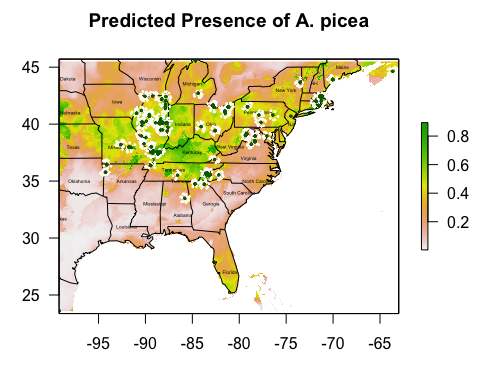 Predicted Presence of A. picea
45
40
35
30
25
-95
-90
-85
-80
-75
-70
-65
0.8
0.6
0.4
0.2
Dakota
Wisconsin
Michigan
Maine
New York
Iowa
Nebraska
Indiana
Kentucky
West Virginia
Virginia
Texas
Oklahoma
Arkansas
North Carolina
South Carolina
Mississippi
Georgia
Alabama
Florida